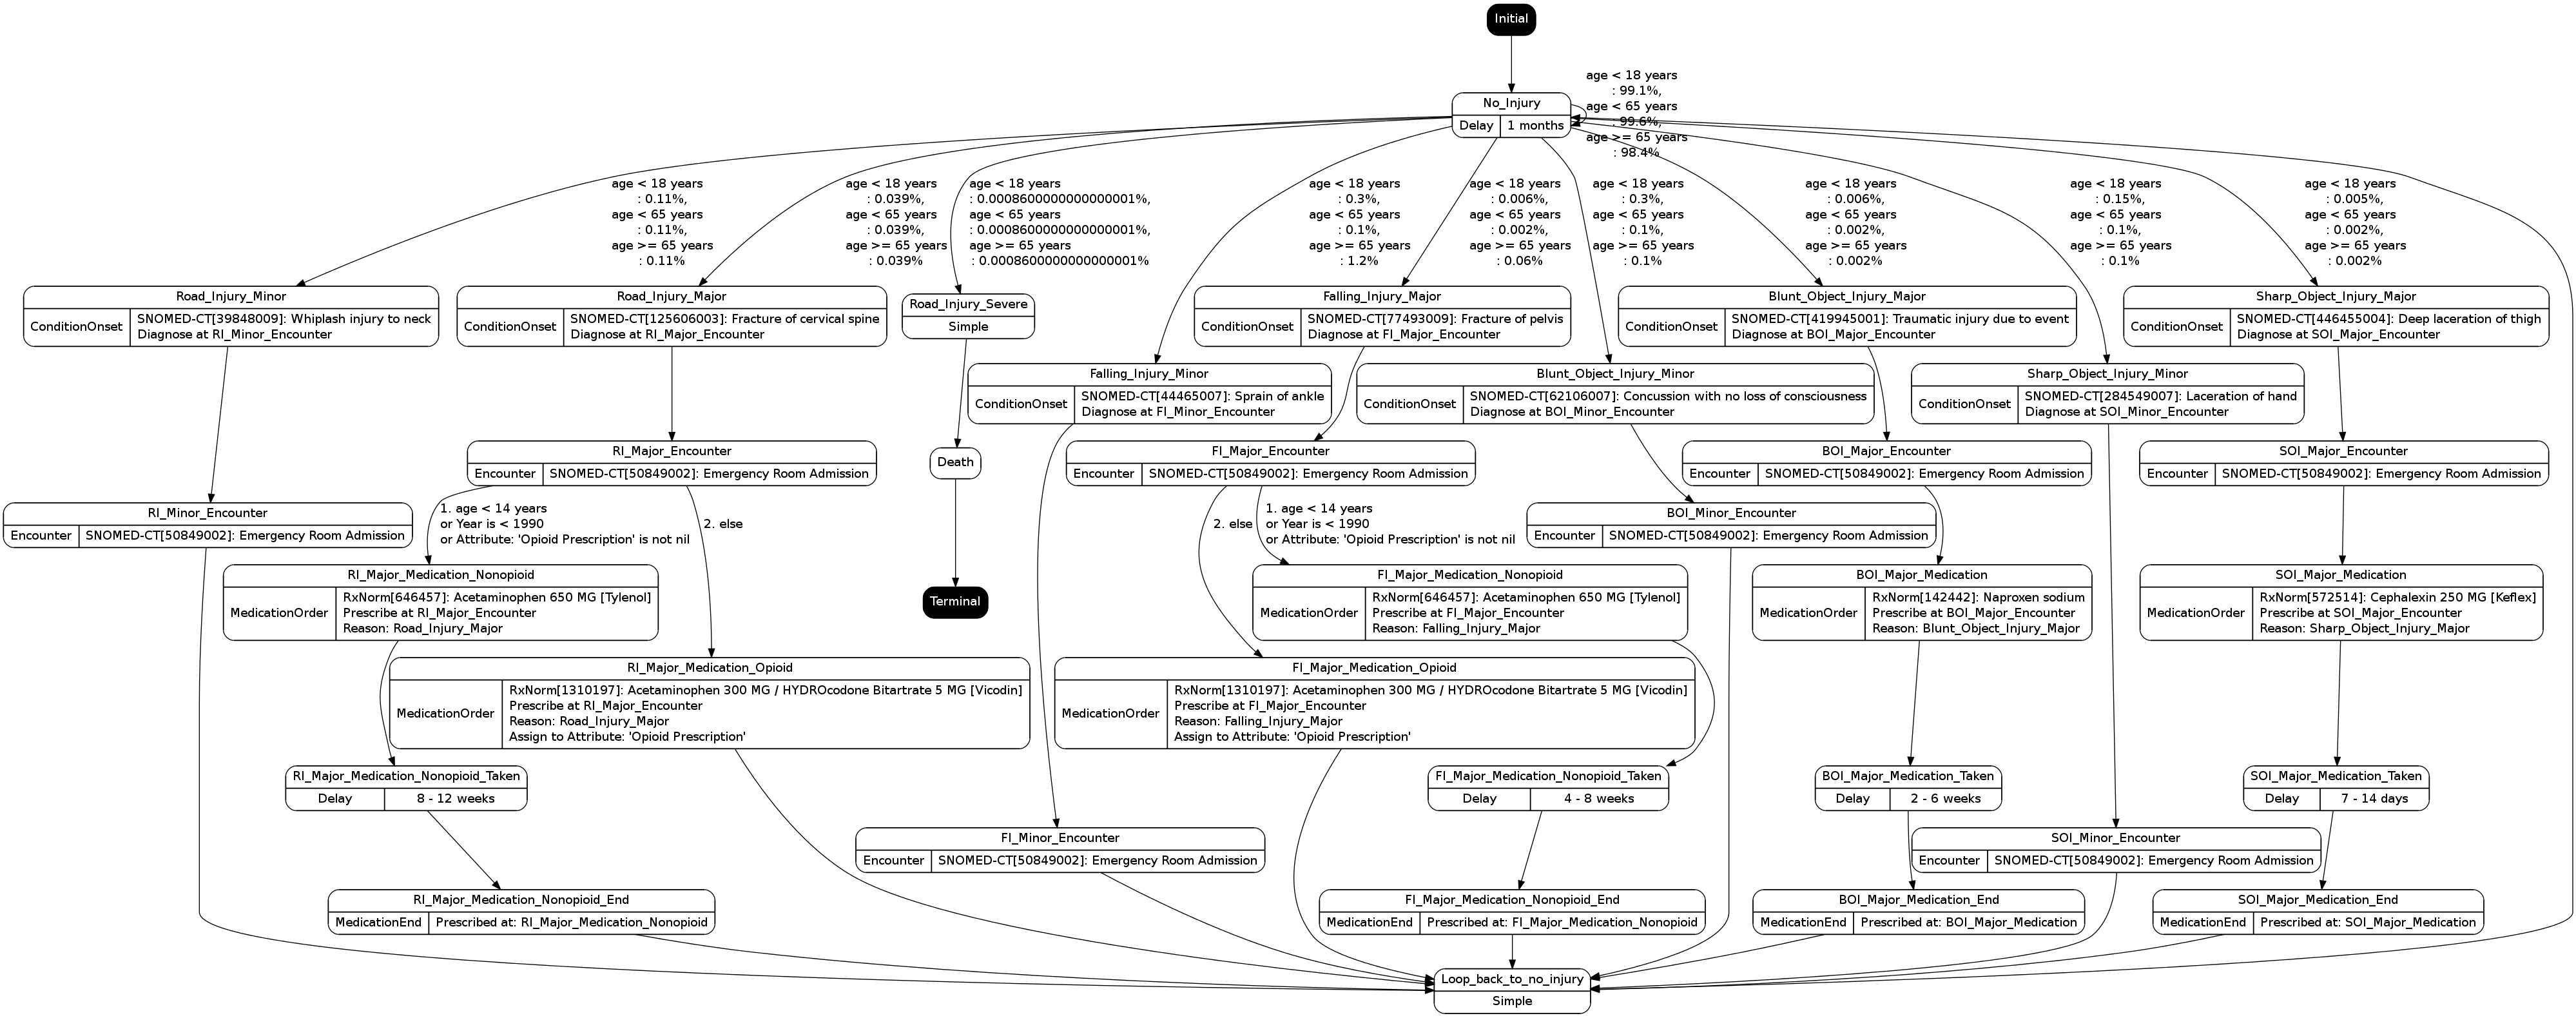 Initial
No_Injury
Delay
1 months
age < 18 years
: 99.1%,
age < 65 years
: 99.6%,
age >= 65 years
: 98.4%
age < 18 years
: 0.11%,
age < 65 years
: 0.11%,
age >= 65 years
: 0.11%
age < 18 years
: 0.039%,
age < 65 years
: 0.039%,
age >= 65 years
: 0.039%
age < 18 years
: 0.0008600000000000001%,
age < 65 years
: 0.0008600000000000001%,
age >= 65 years
: 0.0008600000000000001%
age < 18 years
: 0.3%,
age < 65 years
: 0.1%,
age >= 65 years
: 1.2%
age < 18 years
: 0.006%,
age < 65 years
: 0.002%,
age >= 65 years
: 0.06%
age < 18 years
: 0.3%,
age < 65 years
: 0.1%,
age >= 65 years
: 0.1%
age < 18 years
: 0.006%,
age < 65 years
: 0.002%,
age >= 65 years
: 0.002%
age < 18 years
: 0.15%,
age < 65 years
: 0.1%,
age >= 65 years
: 0.1%
age < 18 years
: 0.005%,
age < 65 years
: 0.002%,
age >= 65 years
: 0.002%
Road_Injury_Minor
ConditionOnset
SNOMED-CT[39848009]: Whiplash injury to neck
Diagnose at RI_Minor_Encounter
Road_Injury_Major
ConditionOnset
SNOMED-CT[125606003]: Fracture of cervical spine
Diagnose at RI_Major_Encounter
Road_Injury_Severe
Simple
Falling_Injury_Major
ConditionOnset
SNOMED-CT[77493009]: Fracture of pelvis
Diagnose at FI_Major_Encounter
Blunt_Object_Injury_Major
ConditionOnset
SNOMED-CT[419945001]: Traumatic injury due to event
Diagnose at BOI_Major_Encounter
Sharp_Object_Injury_Major
ConditionOnset
SNOMED-CT[446455004]: Deep laceration of thigh
Diagnose at SOI_Major_Encounter
Falling_Injury_Minor
ConditionOnset
SNOMED-CT[44465007]: Sprain of ankle
Diagnose at FI_Minor_Encounter
Blunt_Object_Injury_Minor
ConditionOnset
SNOMED-CT[62106007]: Concussion with no loss of consciousness
Diagnose at BOI_Minor_Encounter
Sharp_Object_Injury_Minor
ConditionOnset
SNOMED-CT[284549007]: Laceration of hand
Diagnose at SOI_Minor_Encounter
RI_Major_Encounter
Encounter
SNOMED-CT[50849002]: Emergency Room Admission
Death
FI_Major_Encounter
Encounter
SNOMED-CT[50849002]: Emergency Room Admission
BOI_Major_Encounter
Encounter
SNOMED-CT[50849002]: Emergency Room Admission
SOI_Major_Encounter
Encounter
SNOMED-CT[50849002]: Emergency Room Admission
RI_Minor_Encounter
Encounter
SNOMED-CT[50849002]: Emergency Room Admission
1. age < 14 years
or Year is < 1990
or Attribute: 'Opioid Prescription' is not nil
2. else
2. else
1. age < 14 years
or Year is < 1990
or Attribute: 'Opioid Prescription' is not nil
BOI_Minor_Encounter
Encounter
SNOMED-CT[50849002]: Emergency Room Admission
RI_Major_Medication_Nonopioid
MedicationOrder
RxNorm[646457]: Acetaminophen 650 MG [Tylenol]
Prescribe at RI_Major_Encounter
Reason: Road_Injury_Major
Terminal
FI_Major_Medication_Nonopioid
MedicationOrder
RxNorm[646457]: Acetaminophen 650 MG [Tylenol]
Prescribe at FI_Major_Encounter
Reason: Falling_Injury_Major
BOI_Major_Medication
MedicationOrder
RxNorm[142442]: Naproxen sodium
Prescribe at BOI_Major_Encounter
Reason: Blunt_Object_Injury_Major
SOI_Major_Medication
MedicationOrder
RxNorm[572514]: Cephalexin 250 MG [Keflex]
Prescribe at SOI_Major_Encounter
Reason: Sharp_Object_Injury_Major
RI_Major_Medication_Opioid
MedicationOrder
RxNorm[1310197]: Acetaminophen 300 MG / HYDROcodone Bitartrate 5 MG [Vicodin]
Prescribe at RI_Major_Encounter
Reason: Road_Injury_Major
Assign to Attribute: 'Opioid Prescription'
FI_Major_Medication_Opioid
MedicationOrder
RxNorm[1310197]: Acetaminophen 300 MG / HYDROcodone Bitartrate 5 MG [Vicodin]
Prescribe at FI_Major_Encounter
Reason: Falling_Injury_Major
Assign to Attribute: 'Opioid Prescription'
RI_Major_Medication_Nonopioid_Taken
Delay
8 - 12 weeks
FI_Major_Medication_Nonopioid_Taken
Delay
4 - 8 weeks
BOI_Major_Medication_Taken
Delay
2 - 6 weeks
SOI_Major_Medication_Taken
Delay
7 - 14 days
FI_Minor_Encounter
Encounter
SNOMED-CT[50849002]: Emergency Room Admission
SOI_Minor_Encounter
Encounter
SNOMED-CT[50849002]: Emergency Room Admission
RI_Major_Medication_Nonopioid_End
MedicationEnd
Prescribed at: RI_Major_Medication_Nonopioid
FI_Major_Medication_Nonopioid_End
MedicationEnd
Prescribed at: FI_Major_Medication_Nonopioid
BOI_Major_Medication_End
MedicationEnd
Prescribed at: BOI_Major_Medication
SOI_Major_Medication_End
MedicationEnd
Prescribed at: SOI_Major_Medication
Loop_back_to_no_injury
Simple